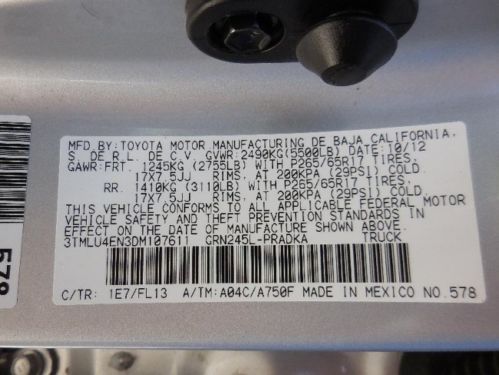 MFD.BY:TOYOTA MOTOR MANUFACTURING DE BAJA CALIFORNIA,
S. DE R.L. DE C.V. GVWR:2490KG(5500LB) DATE:10/12
GAWR:FRT. 1245KG (2755LB) WITH P265/65R17 TIRES,
17X7.5JJ RIMS, AT 200KPA (29PSI) COLD
RR. 1410KG (3110LB) WITH P265/65R17 TIRES,
17X7.5JJ RIMS, AT 200KPA (29PSI) COLD
THIS VEHICLE CONFORMS TO ALL APPLICABLE FEDERAL MOTOR
VEHICLE SAFETY AND THEFT PREVENTION STANDARDS IN
EFFECT ON THE DATE OF MANUFACTURE SHOWN ABOVE.
3TMLU4EN3DM107611 GRN245L-PRADKA TRUCK
C/TR: 1E7/FL13 A/TM:A04C/A750F MADE IN MEXICO NO.578
578